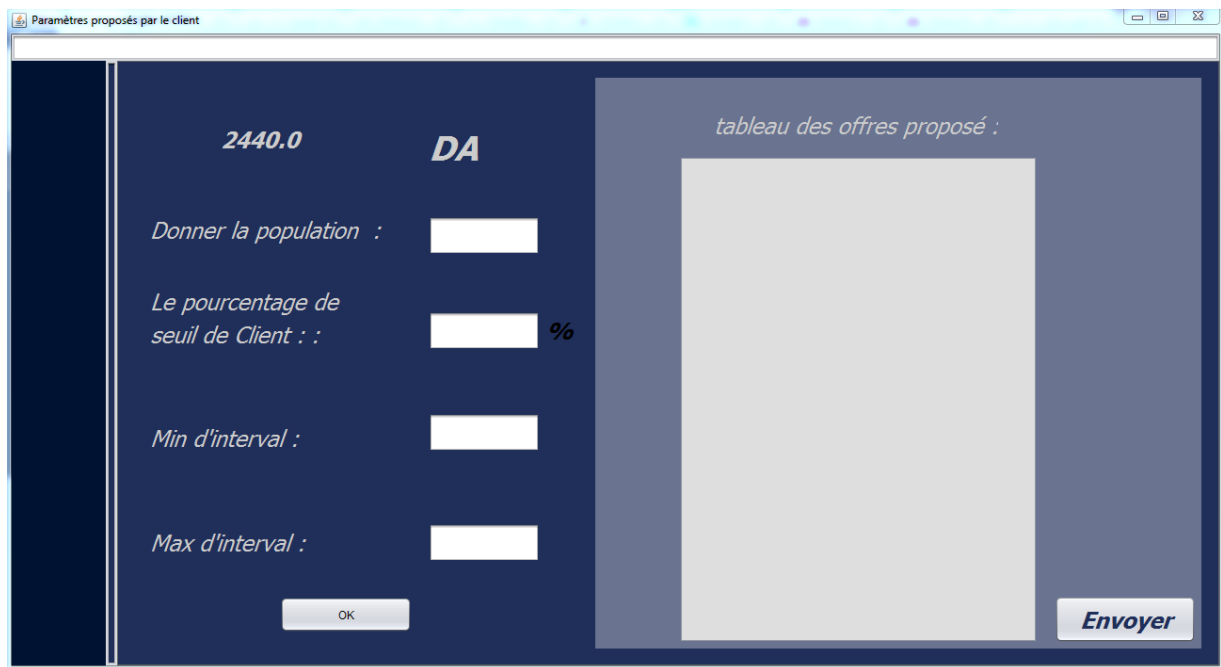 Paramètres proposés par le client
2440.0 DA
Donner la population :
Le pourcentage de
seuil de Client : :
%
Min d'interval :
Max d'interval :
OK
tableau des offres proposé :
Envoyer